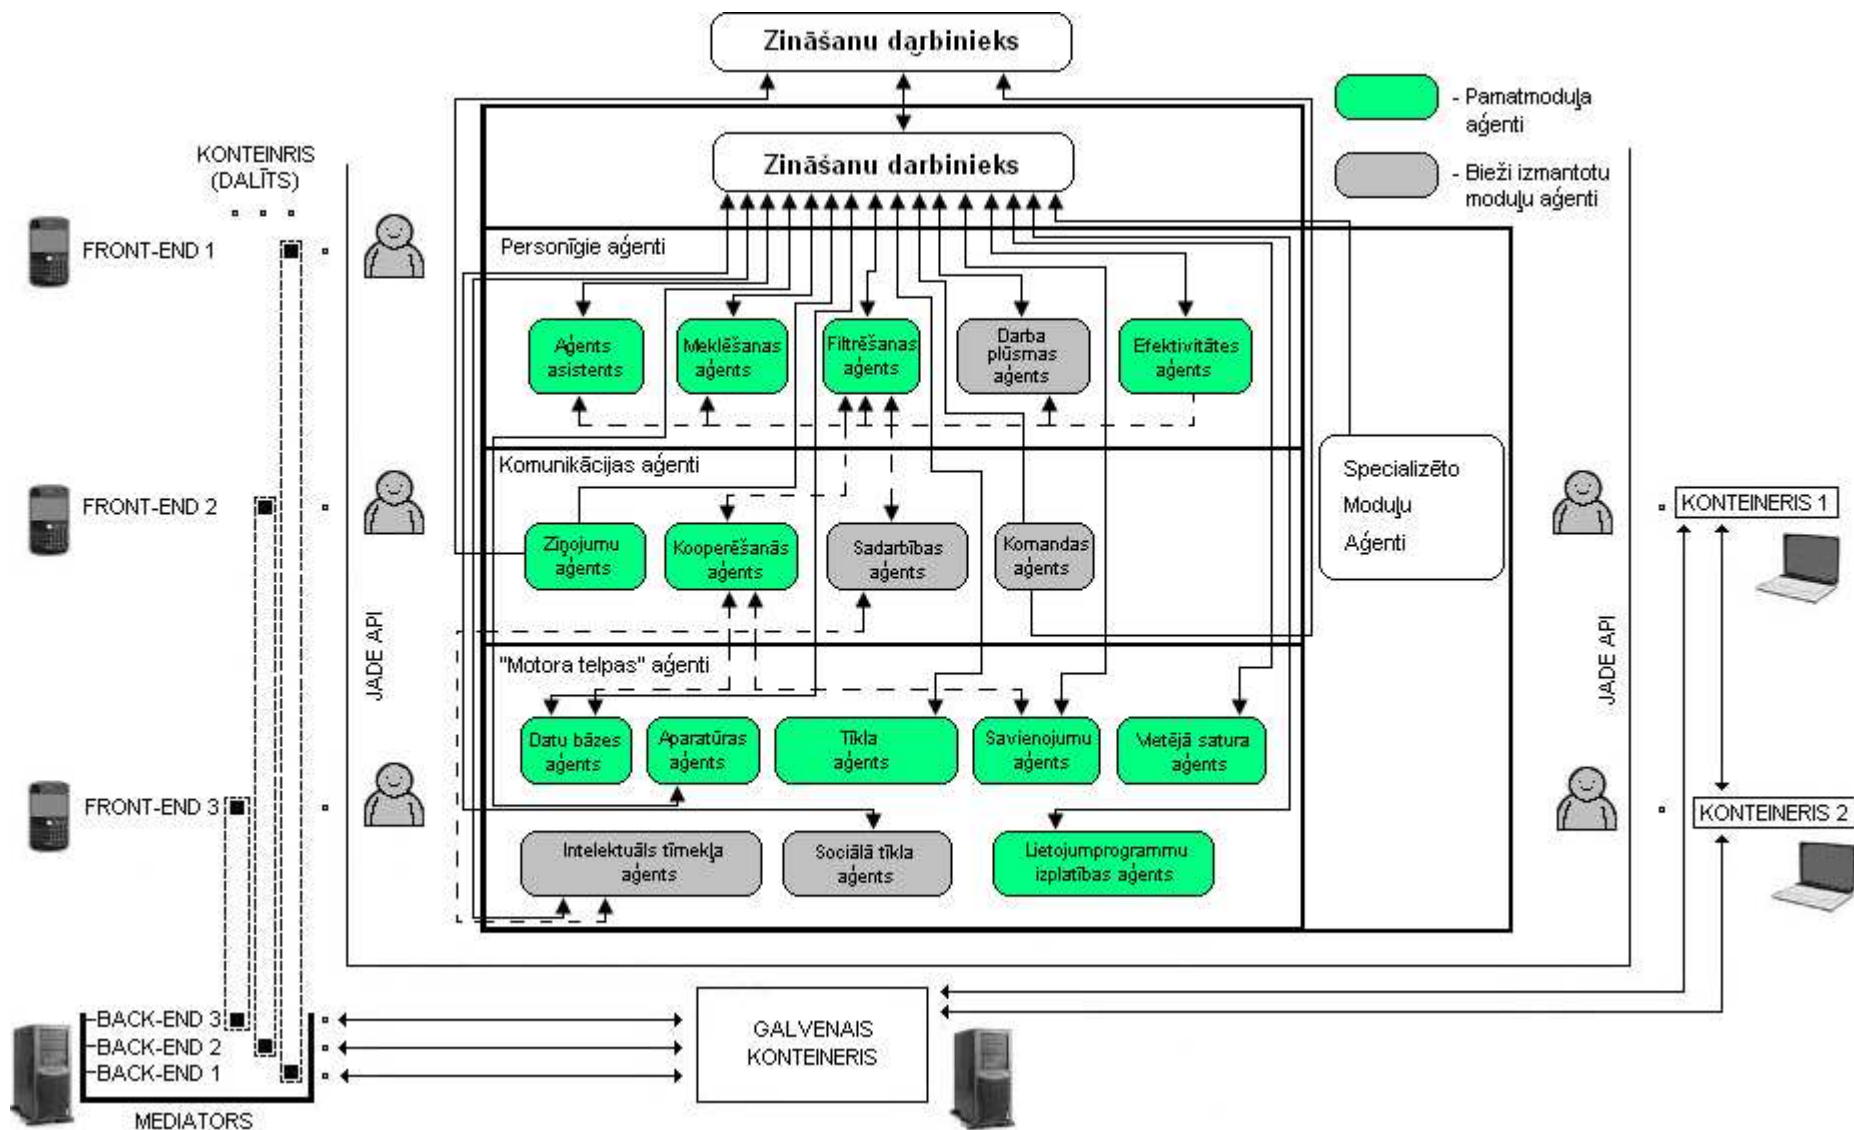 Zināšanu darbinieks
- Pamatmoduļa
aģenti
KONTEINRIS
(DALĪTS)
Zināšanu darbinieks
- Bieži izmantotu
moduļu aģenti
FRONT-END 1
Personīgie aģenti
Aģents
asistents
Meklēšanas
aģents
Filtrēšanas
aģents
Darba
plūsmas
aģents
Efektivitātes
aģents
Komunikācijas aģenti
Specializēto
Moduļu
Aģenti
FRONT-END 2
KONTEINERIS 1
Ziņojumu
aģents
Kooperēšanās
aģents
Sadarbības
aģents
Komandas
aģents
JADE API
JADE API
"Motora telpas" aģenti
Datu bāzes
aģents
Aparatūras
aģents
Tīkla
aģents
Savienojumu
aģents
Vietējā satura
aģents
FRONT-END 3
KONTEINERIS 2
Intelektuāls tīmekļa
aģents
Sociālā tīkla
aģents
Lietojumprogrammu
izplatības aģents
BACK-END 3
BACK-END 2
BACK-END 1
MEDIATORS
GALVENAIS
KONTEINERIS